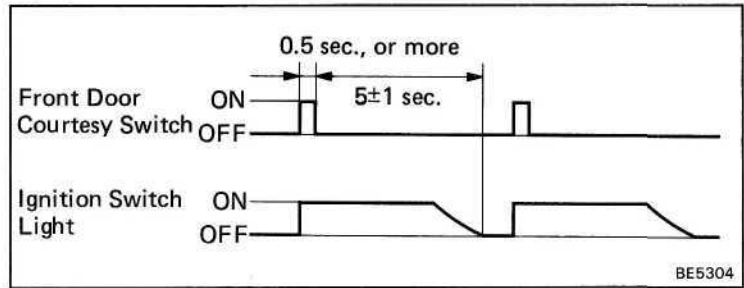 0.5 sec., or more
5±1 sec.
Front Door
Courtesy Switch
ON
OFF
Ignition Switch
Light
ON
OFF
BE5304